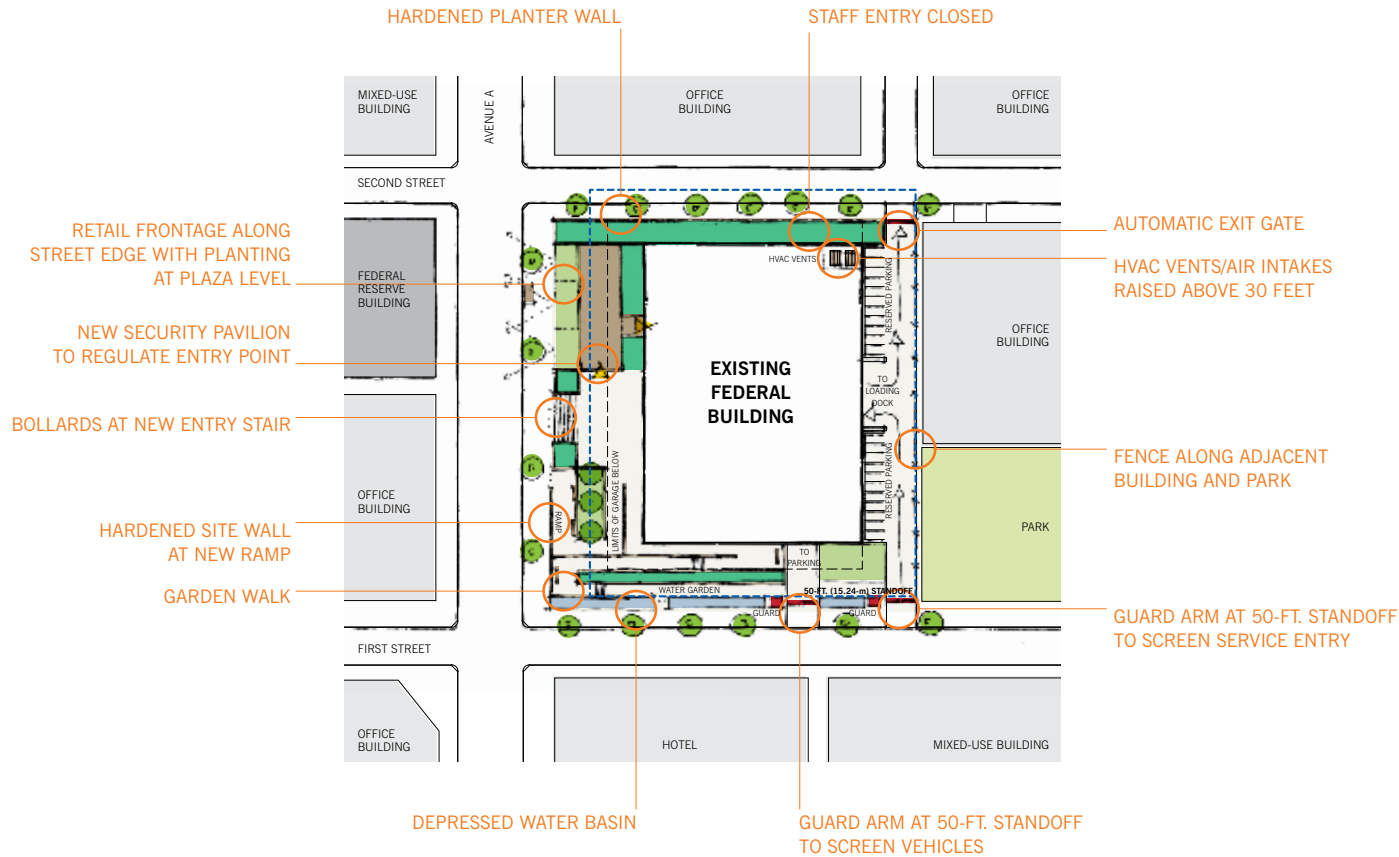 HARDENED PLANTER WALL
STAFF ENTRY CLOSED
MIXED-USE
BUILDING
AVENUE A
OFFICE
BUILDING
OFFICE
BUILDING
SECOND STREET
RETAIL FRONTAGE ALONG
STREET EDGE WITH PLANTING
AT PLAZA LEVEL
AUTOMATIC EXIT GATE
HVAC VENTS
HVAC VENTS/AIR INTAKES
RAISED ABOVE 30 FEET
FEDERAL
RESERVE
BUILDING
RESERVED PARKING
OFFICE
BUILDING
NEW SECURITY PAVILION
TO REGULATE ENTRY POINT
EXISTING
FEDERAL
BUILDING
TO
LOADING
DOCK
BOLLARDS AT NEW ENTRY STAIR
FENCE ALONG ADJACENT
BUILDING AND PARK
RESERVED PARKING
LIMITS OF GARAGE BELOW
OFFICE
BUILDING
RAMP
PARK
HARDENED SITE WALL
AT NEW RAMP
TO
PARKING
GARDEN WALK
WATER GARDEN
50-FT. (15.24-m) STANDOFF
GUARD
GUARD
GUARD ARM AT 50-FT. STANDOFF
TO SCREEN SERVICE ENTRY
FIRST STREET
OFFICE
BUILDING
HOTEL
MIXED-USE BUILDING
DEPRESSED WATER BASIN
GUARD ARM AT 50-FT. STANDOFF
TO SCREEN VEHICLES